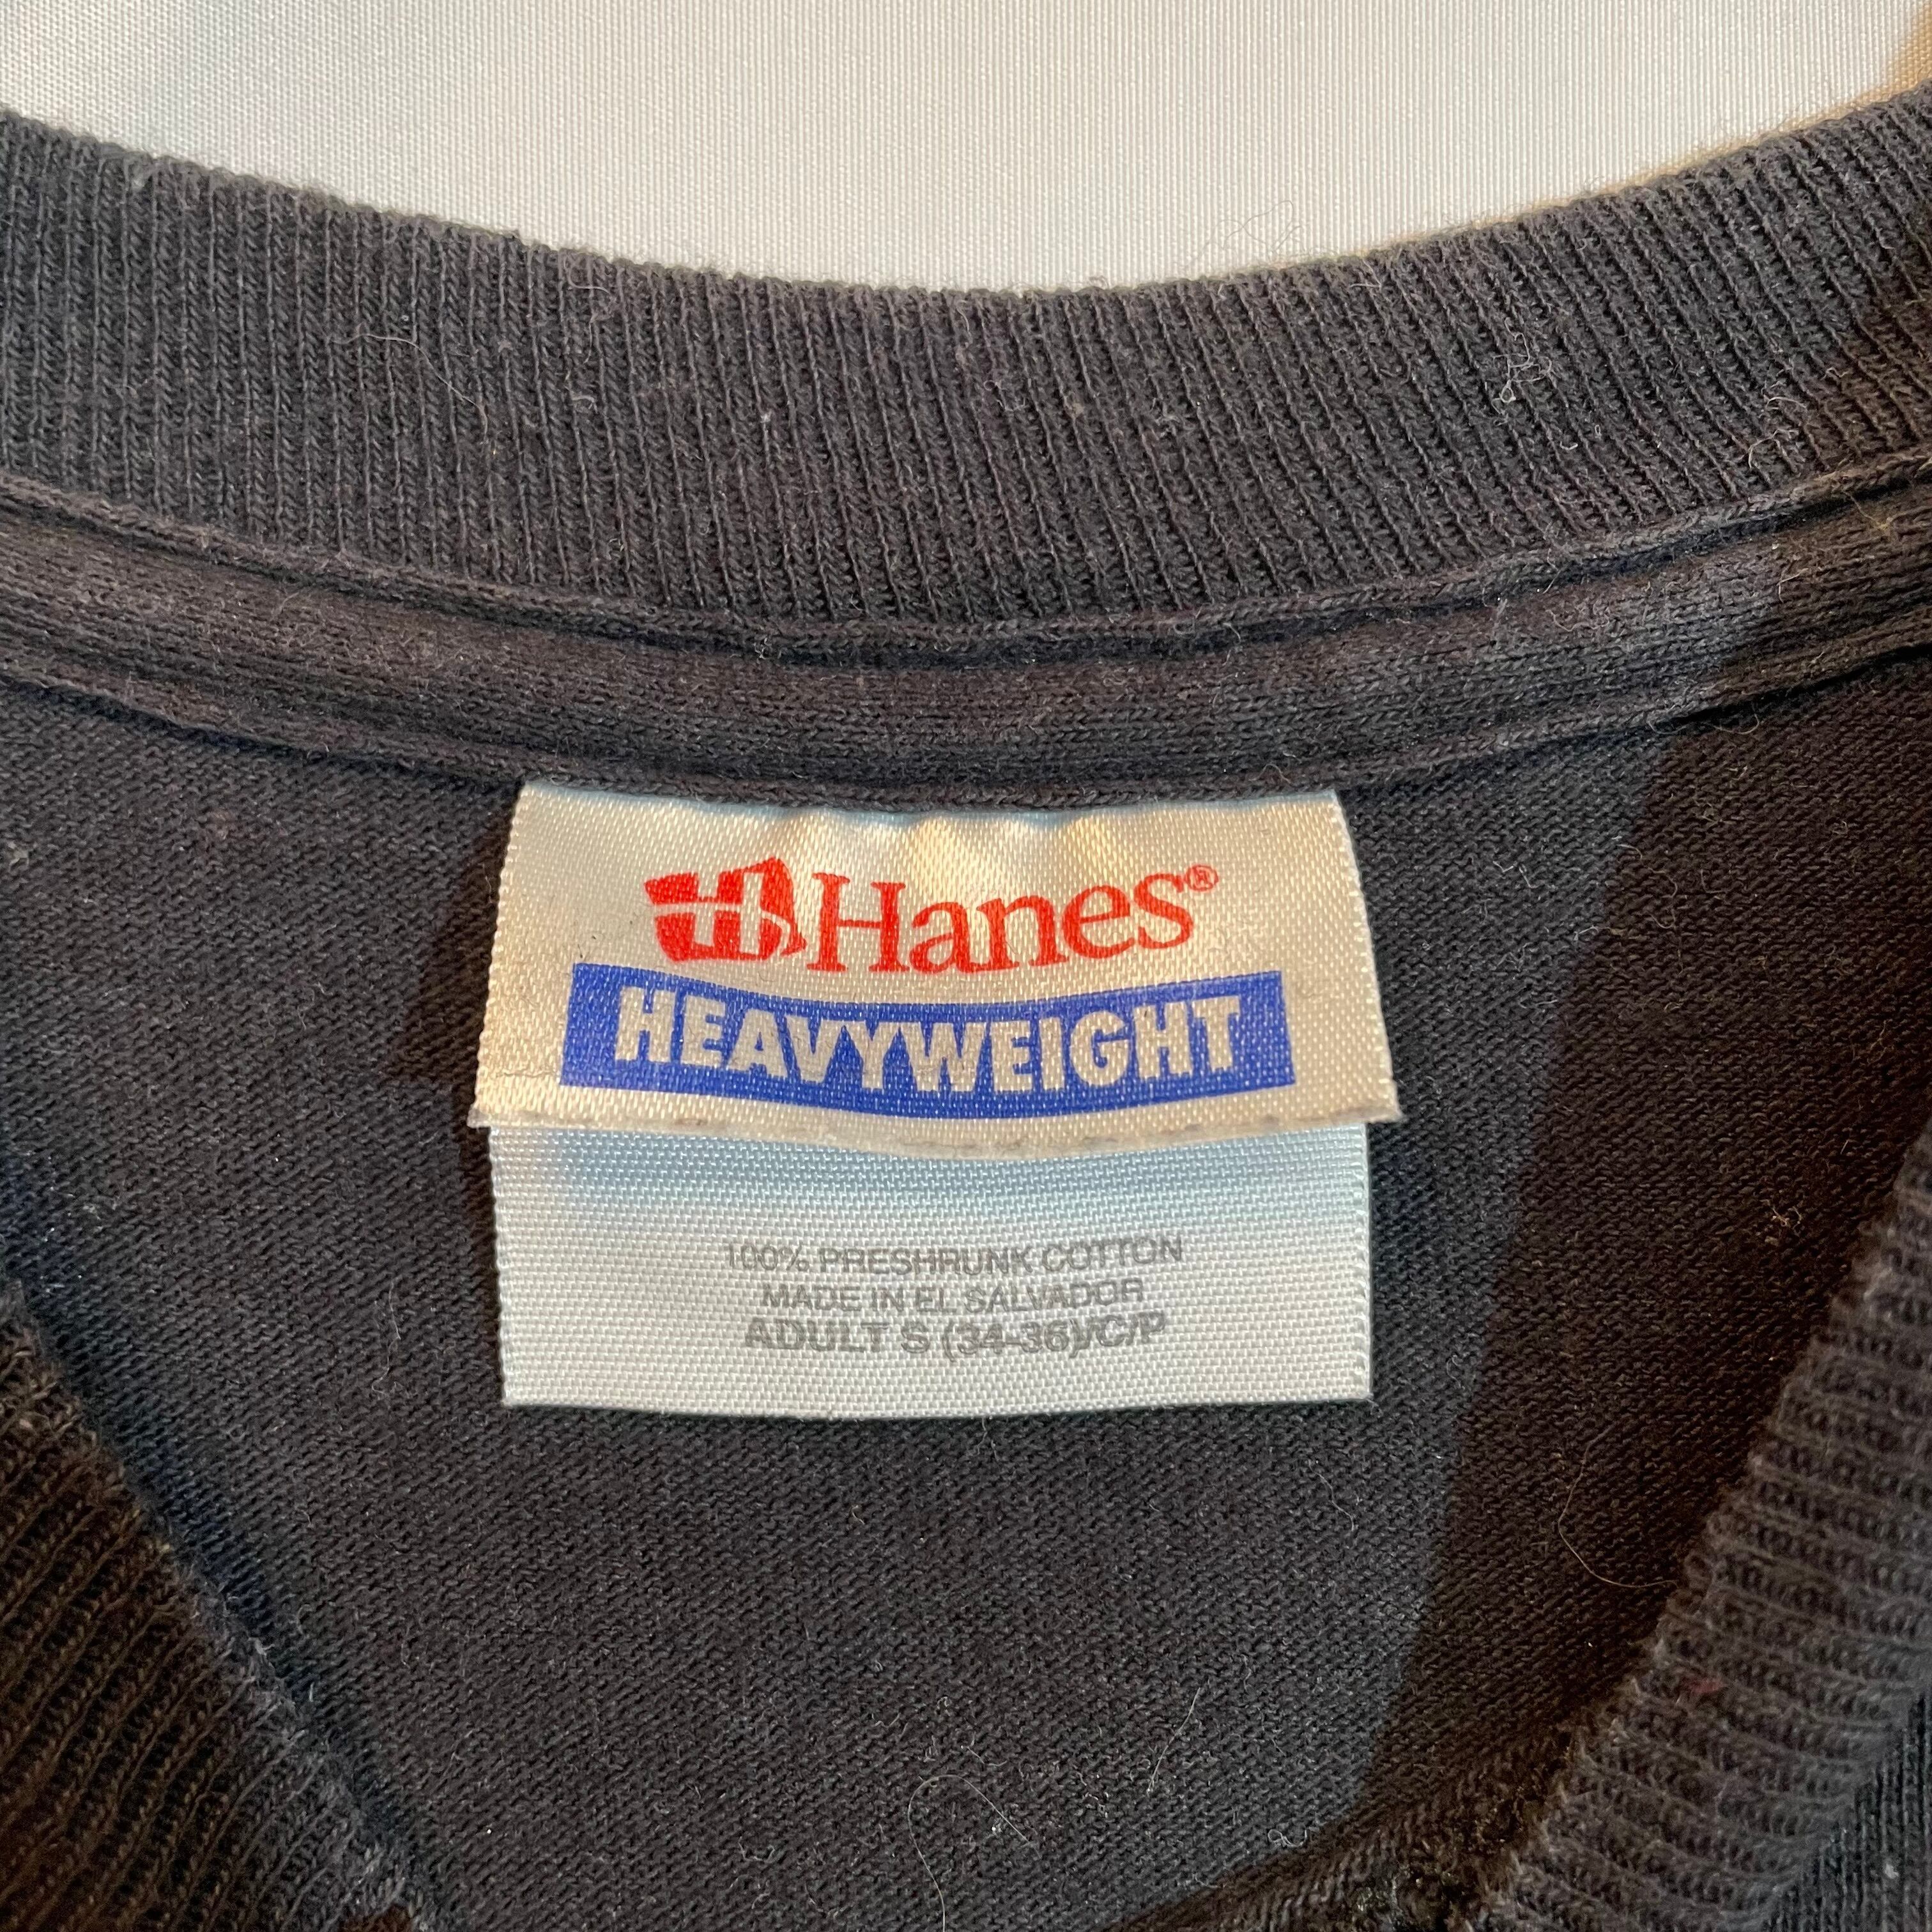 Hanes®
HEAVYWEIGHT
100% PRESHRUNK COTTON
MADE IN EL SALVADOR
ADULT S (34-36)/C/P